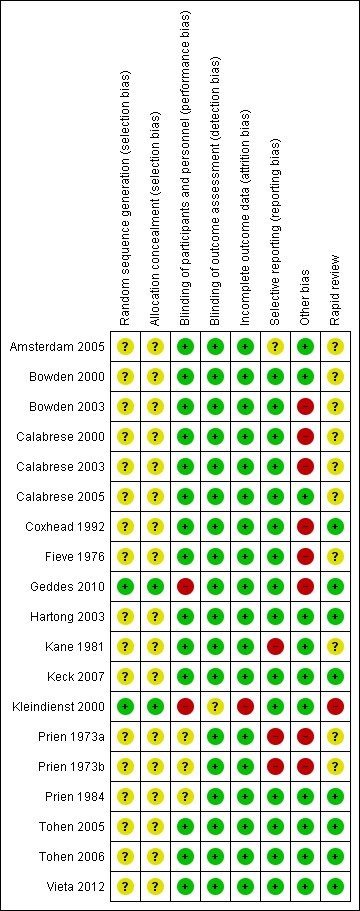 Random sequence generation (selection bias)
Allocation concealment (selection bias)
Blinding of participants and personnel (performance bias)
Blinding of outcome assessment (detection bias)
Incomplete outcome data (attrition bias)
Selective reporting (reporting bias)
Other bias
Rapid review
Amsterdam 2005 ? ? + + + ? + ?
Bowden 2000 ? ? + + + + + ?
Bowden 2003 ? ? + + + + - ?
Calabrese 2000 ? ? + + + + - ?
Calabrese 2003 ? ? + + + + - ?
Calabrese 2005 ? ? + + + + + ?
Coxhead 1992 ? ? + + + + - +
Fieve 1976 ? ? + + + + - ?
Geddes 2010 + + - + + + - +
Hartong 2003 ? ? + + + + + +
Kane 1981 ? ? + + + - + ?
Keck 2007 ? ? + + + + + +
Kleindienst 2000 + + - ? - + + -
Prien 1973a ? ? ? + + - - ?
Prien 1973b ? ? ? + + - - ?
Prien 1984 ? ? ? + + + + +
Tohen 2005 ? ? + + + + + +
Tohen 2006 ? ? + + + + + +
Vieta 2012 ? ? + + + + + +